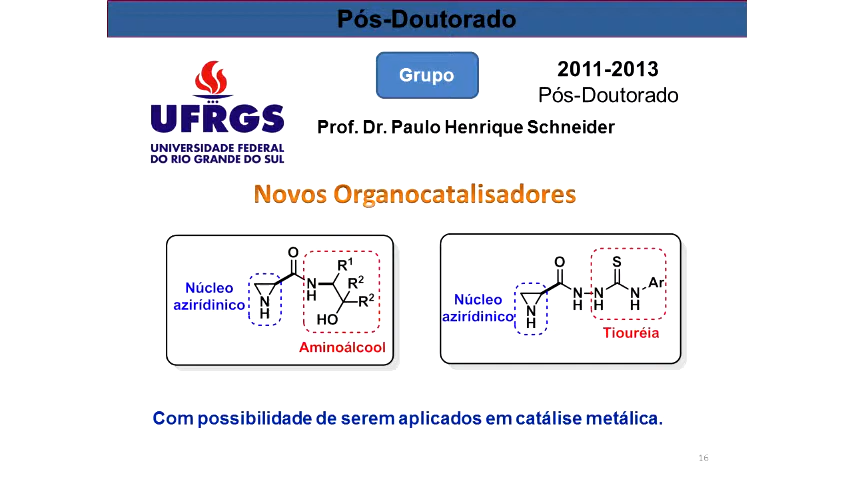 Pós-Doutorado
Grupo
2011-2013
Pós-Doutorado
UFRGS
UNIVERSIDADE FEDERAL
DO RIO GRANDE DO SUL
Prof. Dr. Paulo Henrique Schneider
Novos Organocatalisadores
Núcleo
azirídinico
N
H
O
N
H
R¹
R²
R²
HO
Aminoálcool
Núcleo
azirídinico
N
H
O
N
H
N
H
S
N
H
Ar
Tiouréia
Com possibilidade de serem aplicados em catálise metálica.
16